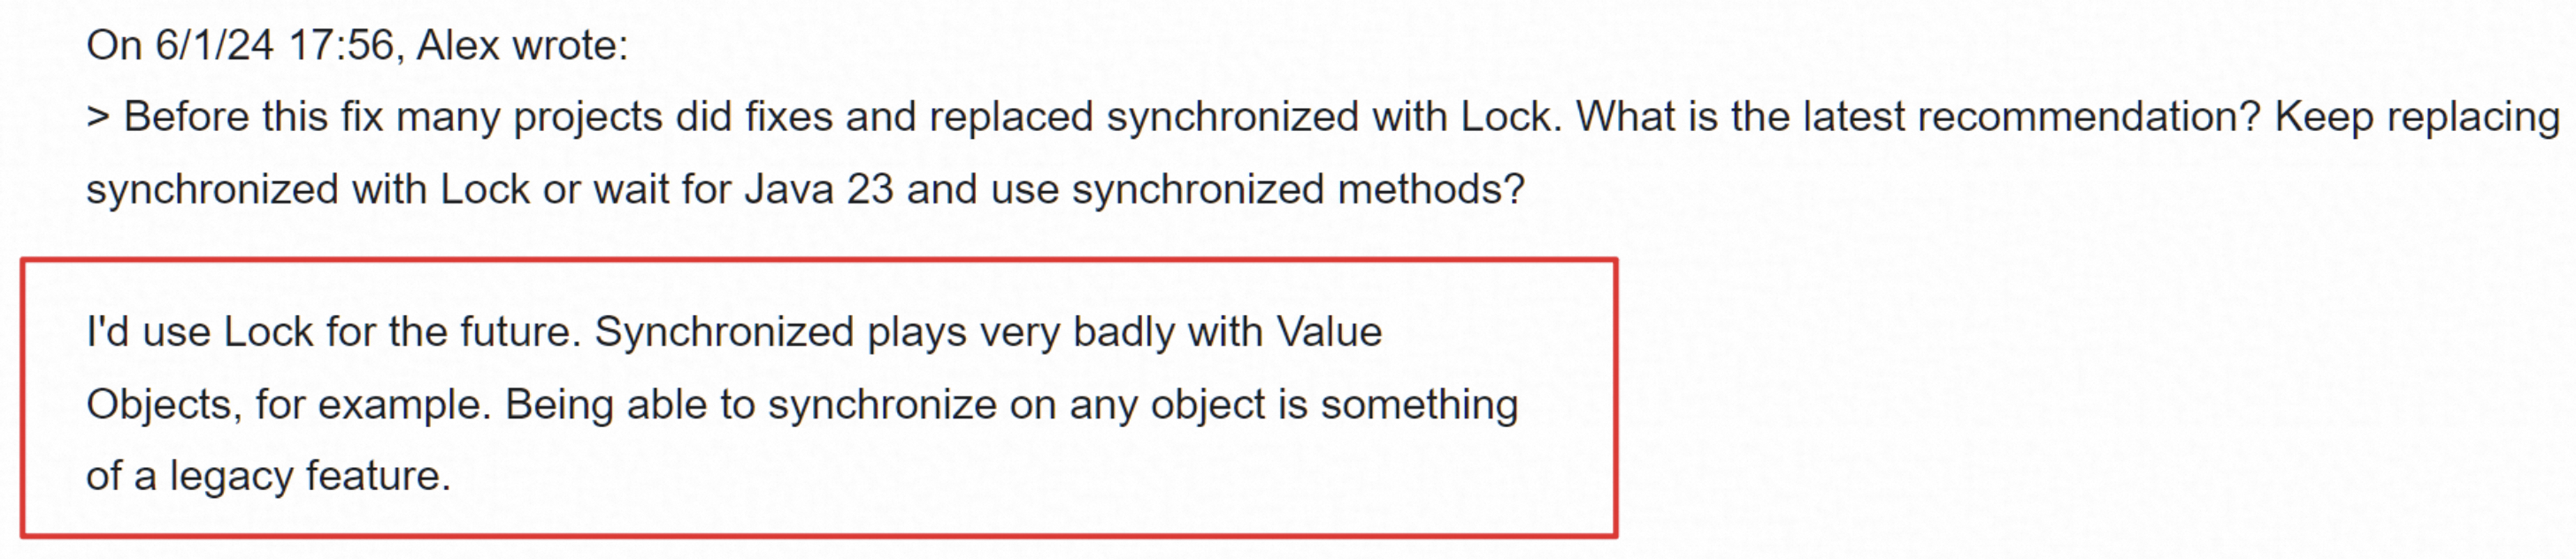 On 6/1/24 17:56, Alex wrote:
> Before this fix many projects did fixes and replaced synchronized with Lock. What is the latest recommendation? Keep replacing
synchronized with Lock or wait for Java 23 and use synchronized methods?
I'd use Lock for the future. Synchronized plays very badly with Value
Objects, for example. Being able to synchronize on any object is something
of a legacy feature.